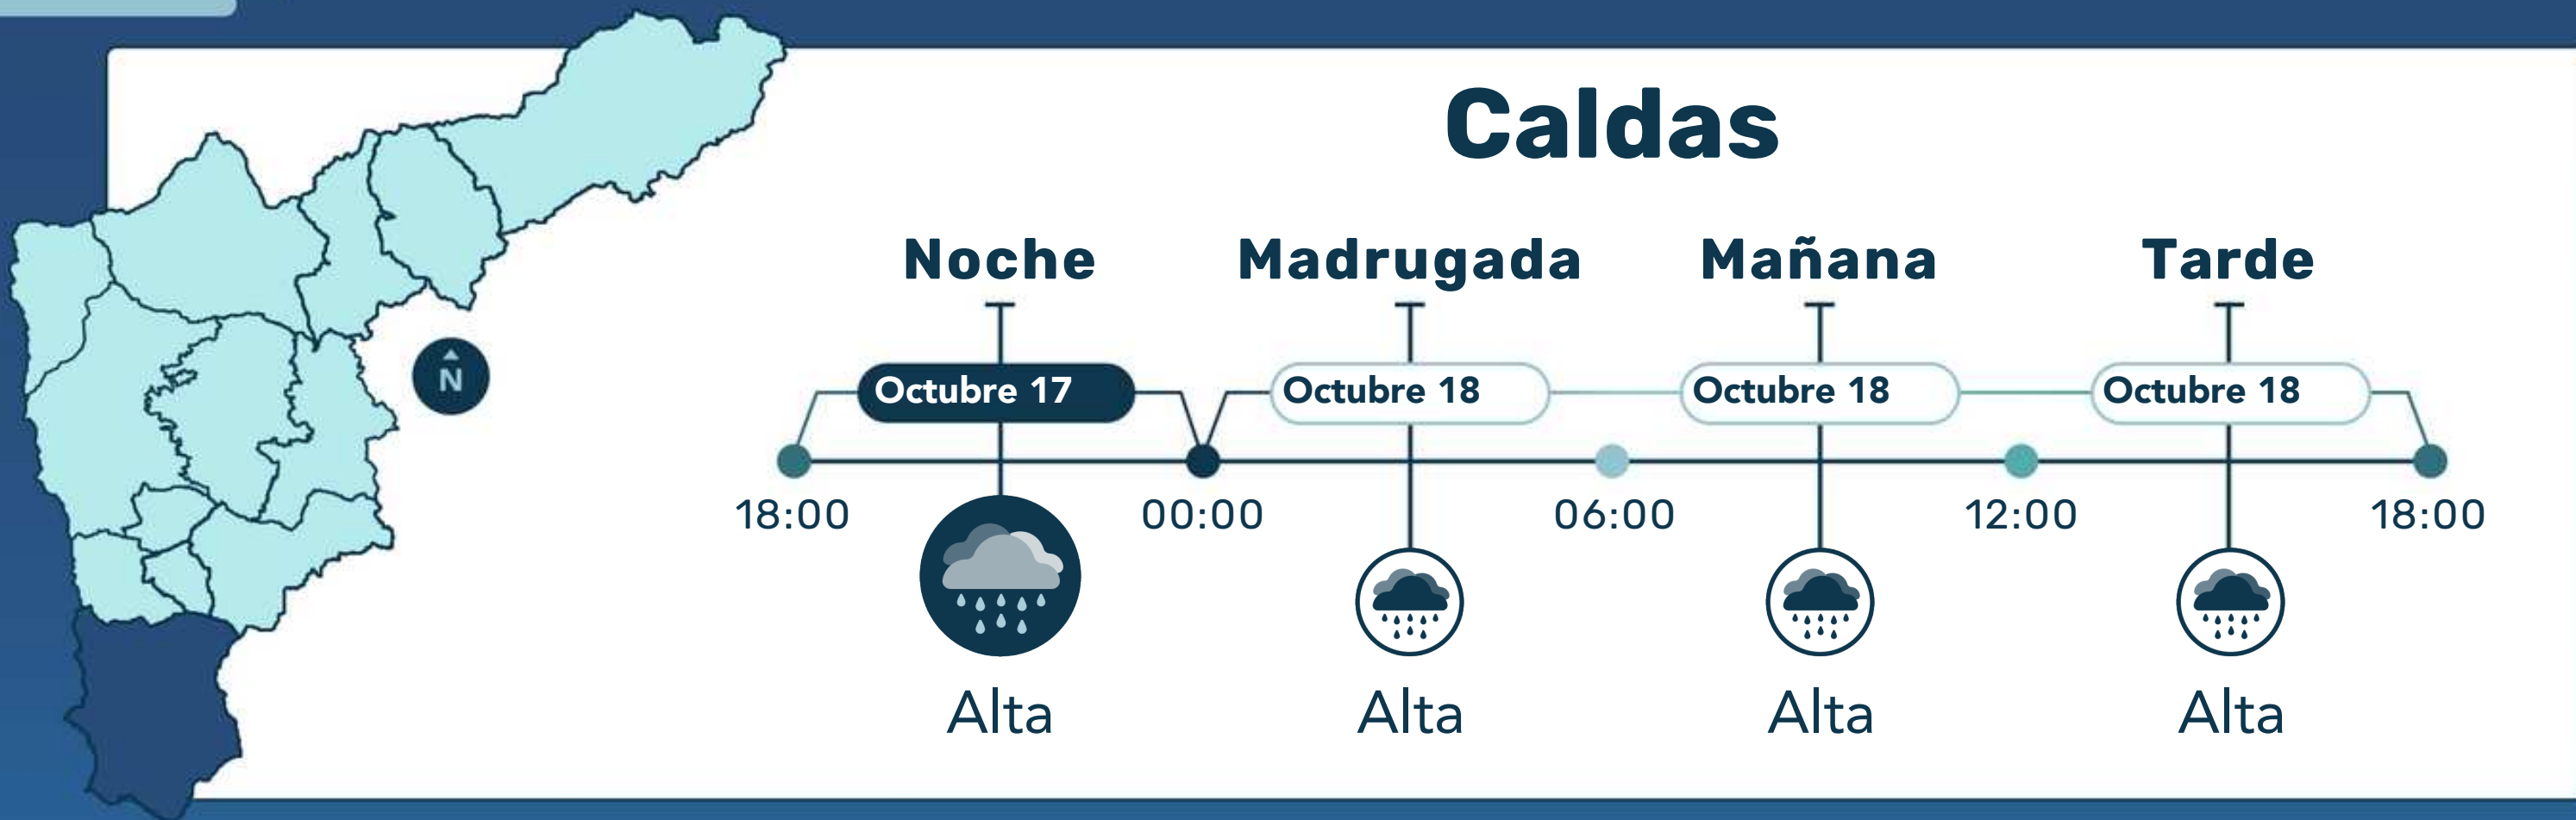 Caldas
Noche Madrugada Mañana Tarde
Octubre 17 Octubre 18 Octubre 18 Octubre 18
N
18:00 00:00 06:00 12:00 18:00
Alta Alta Alta Alta